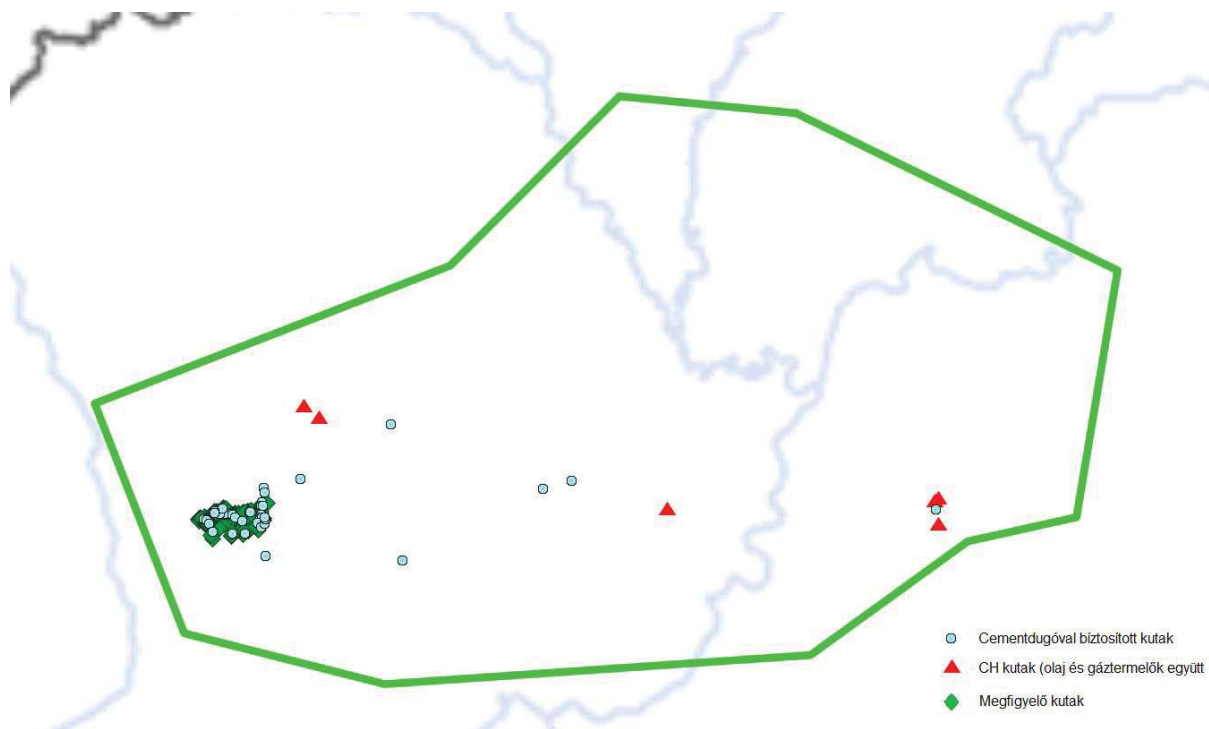 Cementdugóval biztosított kutak
CH kutak (olaj és gáztermelők együtt
Megfigyelő kutak